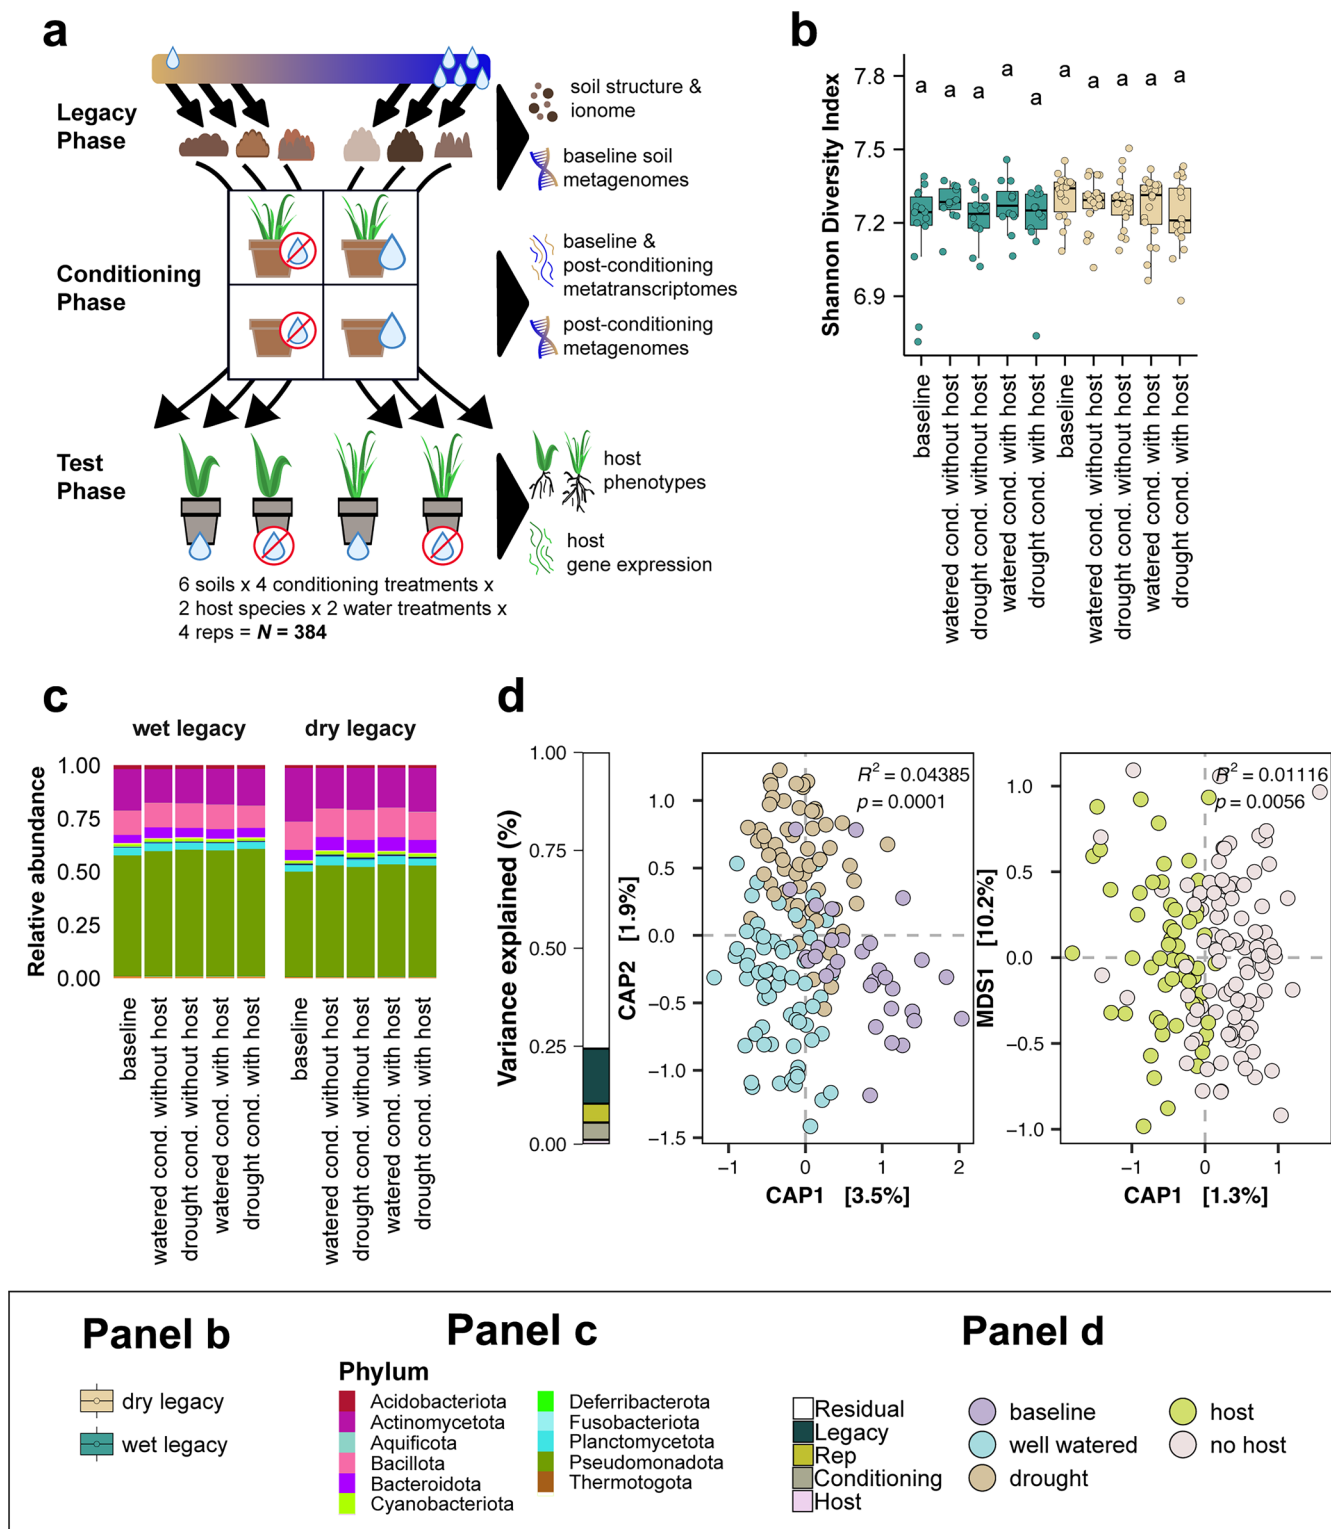 a
Legacy
Phase
soil structure &
ionome
baseline soil
metagenomes
Conditioning
Phase
baseline &
post-conditioning
metatranscriptomes
post-conditioning
metagenomes
Test
Phase
host
phenotypes
host
gene expression
6 soils x 4 conditioning treatments x
2 host species x 2 water treatments x
4 reps = N = 384
b
Shannon Diversity Index
7.8
7.5
7.2
6.9
a a a a a a a a a a
baseline
watered cond. without host
drought cond. without host
watered cond. with host
drought cond. with host
baseline
watered cond. without host
drought cond. without host
watered cond. with host
drought cond. with host
c
wet legacy
dry legacy
Relative abundance
1.00
0.75
0.50
0.25
0.00
baseline
watered cond. without host
drought cond. without host
watered cond. with host
drought cond. with host
baseline
watered cond. without host
drought cond. without host
watered cond. with host
drought cond. with host
d
Variance explained (%)
1.00
0.75
0.50
0.25
0.00
CAP2 [1.9%]
1.0
0.5
0.0
−0.5
−1.0
−1.5
R² = 0.04385
p = 0.0001
−1 0 1 2
CAP1 [3.5%]
MDS1 [10.2%]
1.0
0.5
0.0
−0.5
−1.0
R² = 0.01116
p = 0.0056
−1 0 1
CAP1 [1.3%]
Panel b
dry legacy
wet legacy
Panel c
Phylum
Acidobacteriota
Actinomycetota
Aquificota
Bacillota
Bacteroidota
Cyanobacteriota
Deferribacterota
Fusobacteriota
Planctomycetota
Pseudomonadota
Thermotogota
Panel d
Residual
Legacy
Rep
Conditioning
Host
baseline
well watered
drought
host
no host